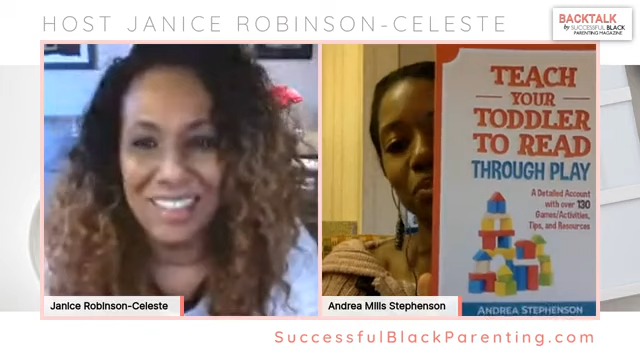 HOST JANICE ROBINSON-CELESTE
BACKTALK
by SUCCESSFUL BLACK
PARENTING MAGAZINE
TEACH
YOUR
TODDLER
TO READ
THROUGH PLAY
A Detailed Account
with over 130
Games/Activities,
Tips, and Resources
ANDREA STEPHENSON
Janice Robinson-Celeste
Andrea Mills Stephenson
SuccessfulBlackParenting.com